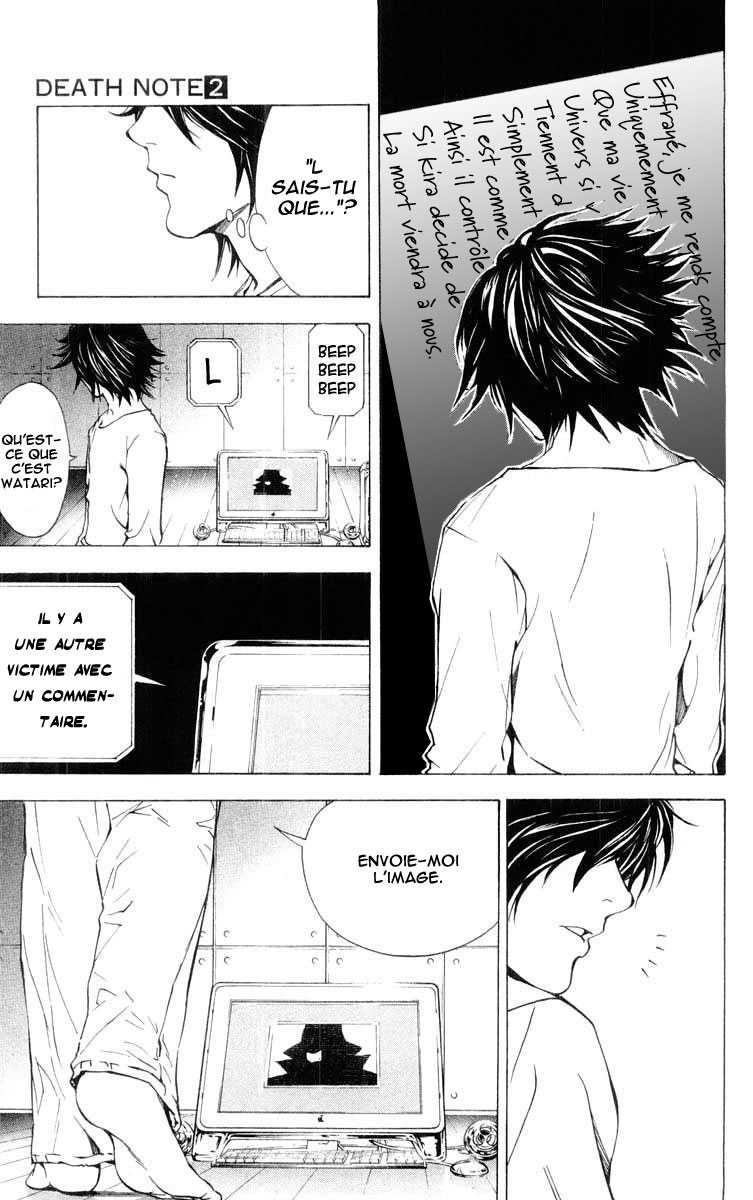 DEATH NOTE 2
Effrayé, je me rends compte
Uniquemement
Que ma vie
Univers si
Tiennent
Simplement
Il est comme
Ainsi il contrôle
Si kira decide de
La mort viendra à nous.
"L
SAIS-TU
QUE..."?
BEEP
BEEP
BEEP
L
QU'EST-
CE QUE
C'EST
WATARI?
IL Y A
UNE AUTRE
VICTIME AVEC
UN COMMEN-
TAIRE.
ENVOIE-MOI
L'IMAGE.